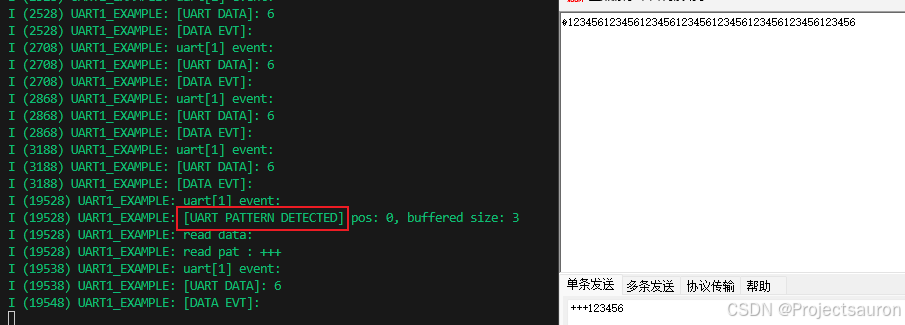 I (2528) UART1_EXAMPLE: [UART DATA]: 6
I (2528) UART1_EXAMPLE: [DATA EVT]:
I (2708) UART1_EXAMPLE: uart[1] event:
I (2708) UART1_EXAMPLE: [UART DATA]: 6
I (2708) UART1_EXAMPLE: [DATA EVT]:
I (2868) UART1_EXAMPLE: uart[1] event:
I (2868) UART1_EXAMPLE: [UART DATA]: 6
I (2868) UART1_EXAMPLE: [DATA EVT]:
I (3188) UART1_EXAMPLE: uart[1] event:
I (3188) UART1_EXAMPLE: [UART DATA]: 6
I (3188) UART1_EXAMPLE: [DATA EVT]:
I (19528) UART1_EXAMPLE: uart[1] event:
I (19528) UART1_EXAMPLE: [UART PATTERN DETECTED] pos: 0, buffered size: 3
I (19528) UART1_EXAMPLE: read data:
I (19528) UART1_EXAMPLE: read pat : +++
I (19538) UART1_EXAMPLE: uart[1] event:
I (19538) UART1_EXAMPLE: [UART DATA]: 6
I (19548) UART1_EXAMPLE: [DATA EVT]:
123456123456123456123456123456123456123456123456
单条发送 多条发送 协议传输 帮助
+++123456
CSDN @Projectsauron